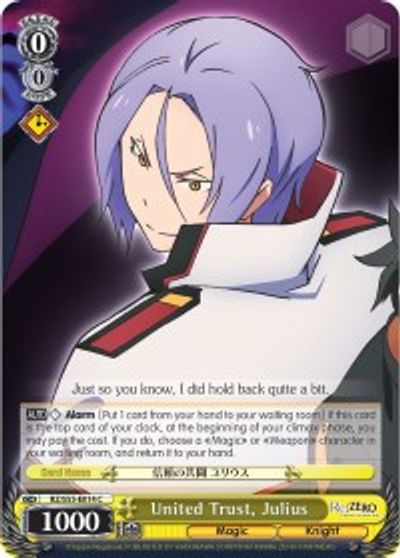 0
0
Just so you know, I did hold back quite a bit.
AUTO Alarm (Put 1 card from your hand to your waiting room) If this card
is the top card of your clock, at the beginning of your climax phase, you
may pay the cost. If you do, choose a «Magic» or «Weapon» character
in your waiting room, and return it to your hand.
Card Name 信頼の共闘 ユリウス
1000
United Trust, Julius
Re:ZERO
Magic Knight